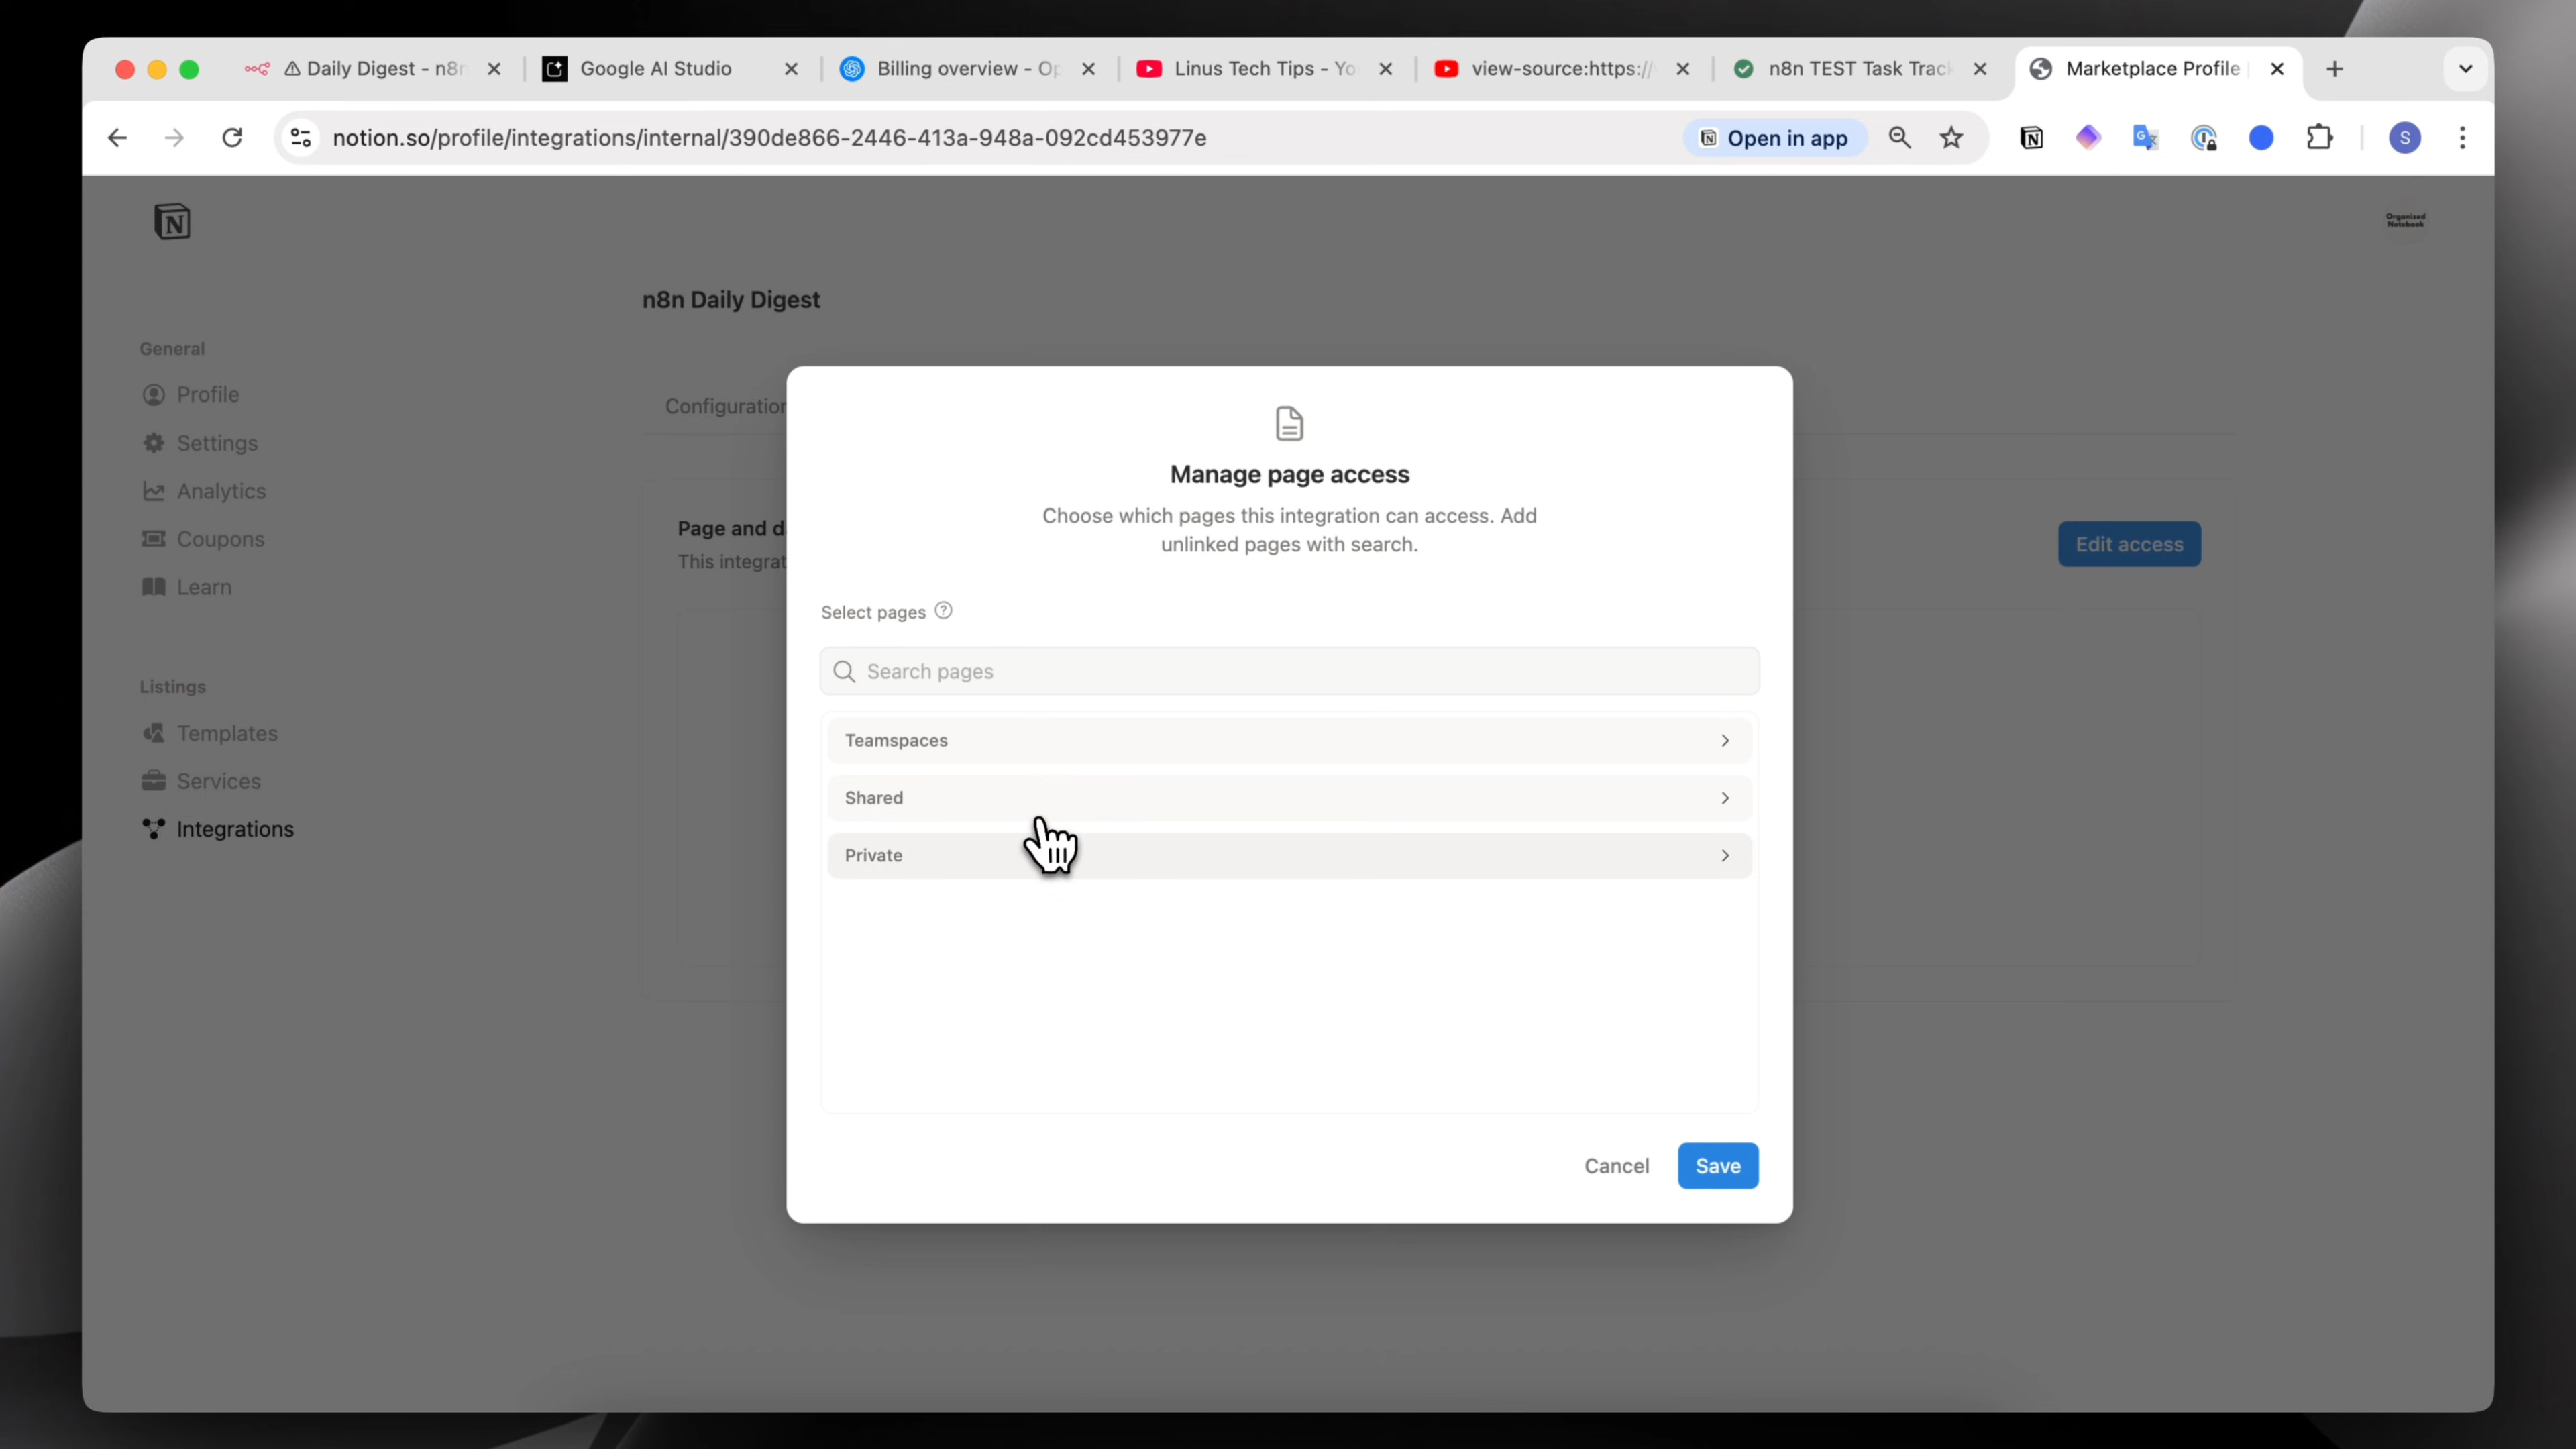 Daily Digest - n8n
Google AI Studio
Billing overview - Op
Linus Tech Tips - Yo
view-source:https://
n8n TEST Task Track
Marketplace Profile
notion.so/profile/integrations/internal/390de866-2446-413a-948a-092cd453977e
Open in app
S
Organized
Notebook
n8n Daily Digest
General
Profile
Settings
Analytics
Coupons
Learn
Listings
Templates
Services
Integrations
Configuration
Page and da
This integrat
Edit access
Manage page access
Choose which pages this integration can access. Add
unlinked pages with search.
Select pages
Search pages
Teamspaces
Shared
Private
Cancel
Save